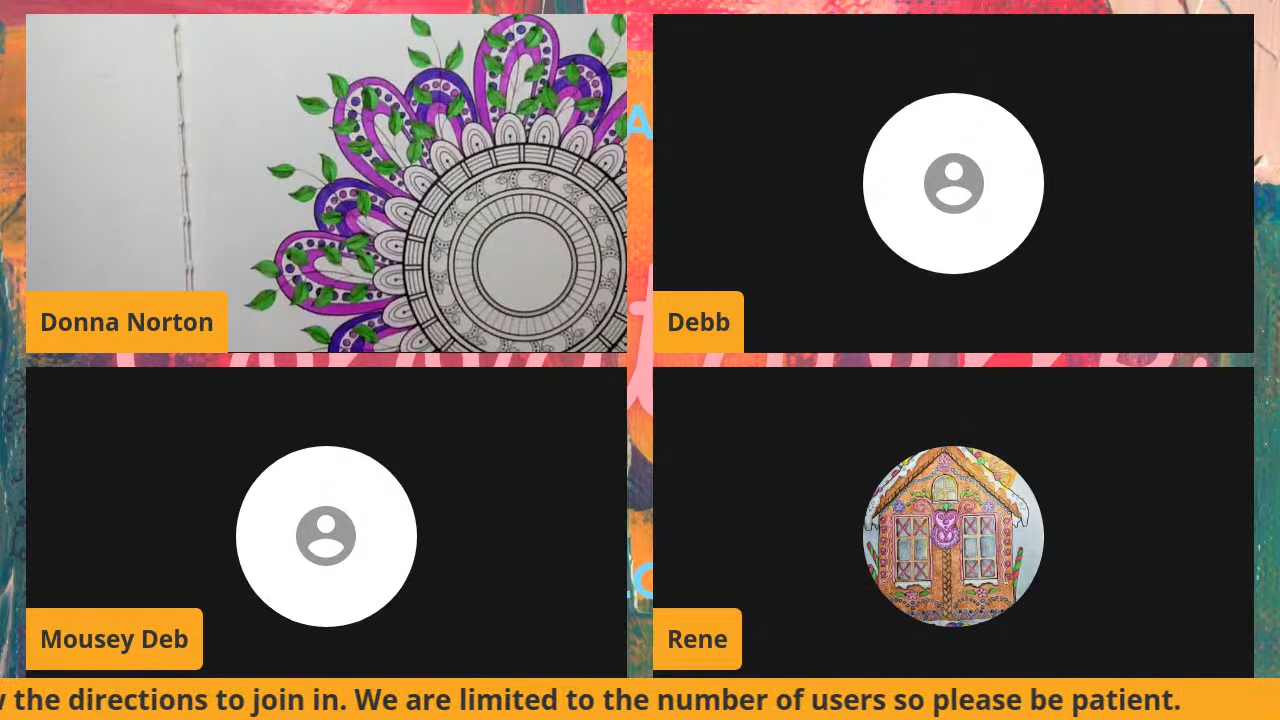 Donna Norton
Debb
Mousey Deb
Rene
the directions to join in. We are limited to the number of users so please be patient.